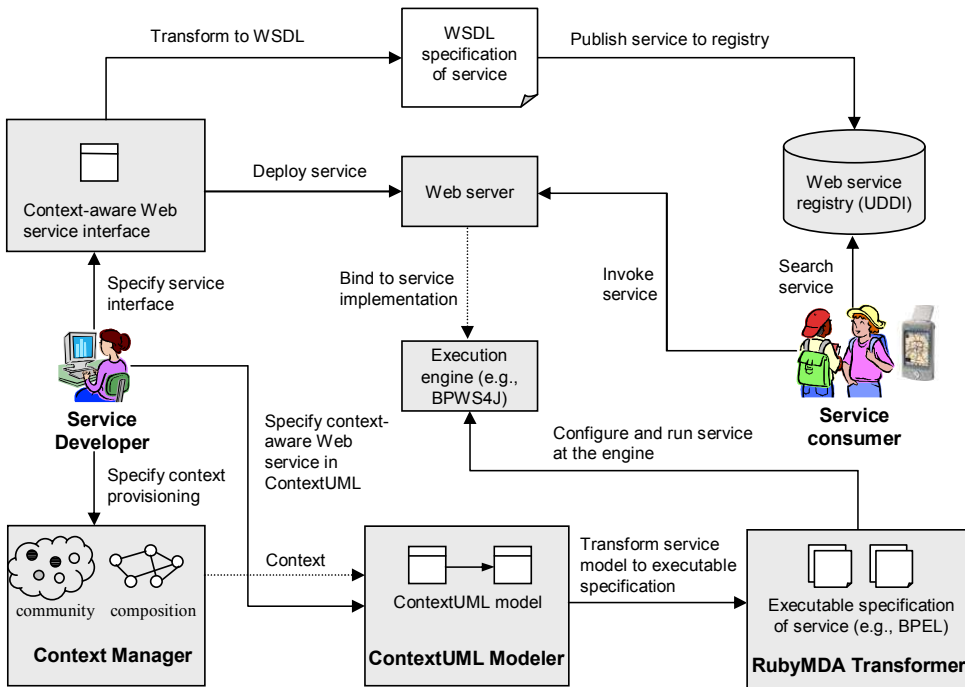 Transform to WSDL
WSDL
specification
of service
Publish service to registry
Context-aware Web
service interface
Deploy service
Web server
Web service
registry (UDDI)
Specify service
interface
Bind to service
implementation
Invoke
service
Search
service
Service
Developer
Execution
engine (e.g.,
BPWS4J)
Service
consumer
Specify context-
aware Web
service in
ContextUML
Configure and run service
at the engine
Specify context
provisioning
community
composition
Context Manager
Context
ContextUML model
ContextUML Modeler
Transform service
model to executable
specification
Executable specification
of service (e.g., BPEL)
RubyMDA Transformer